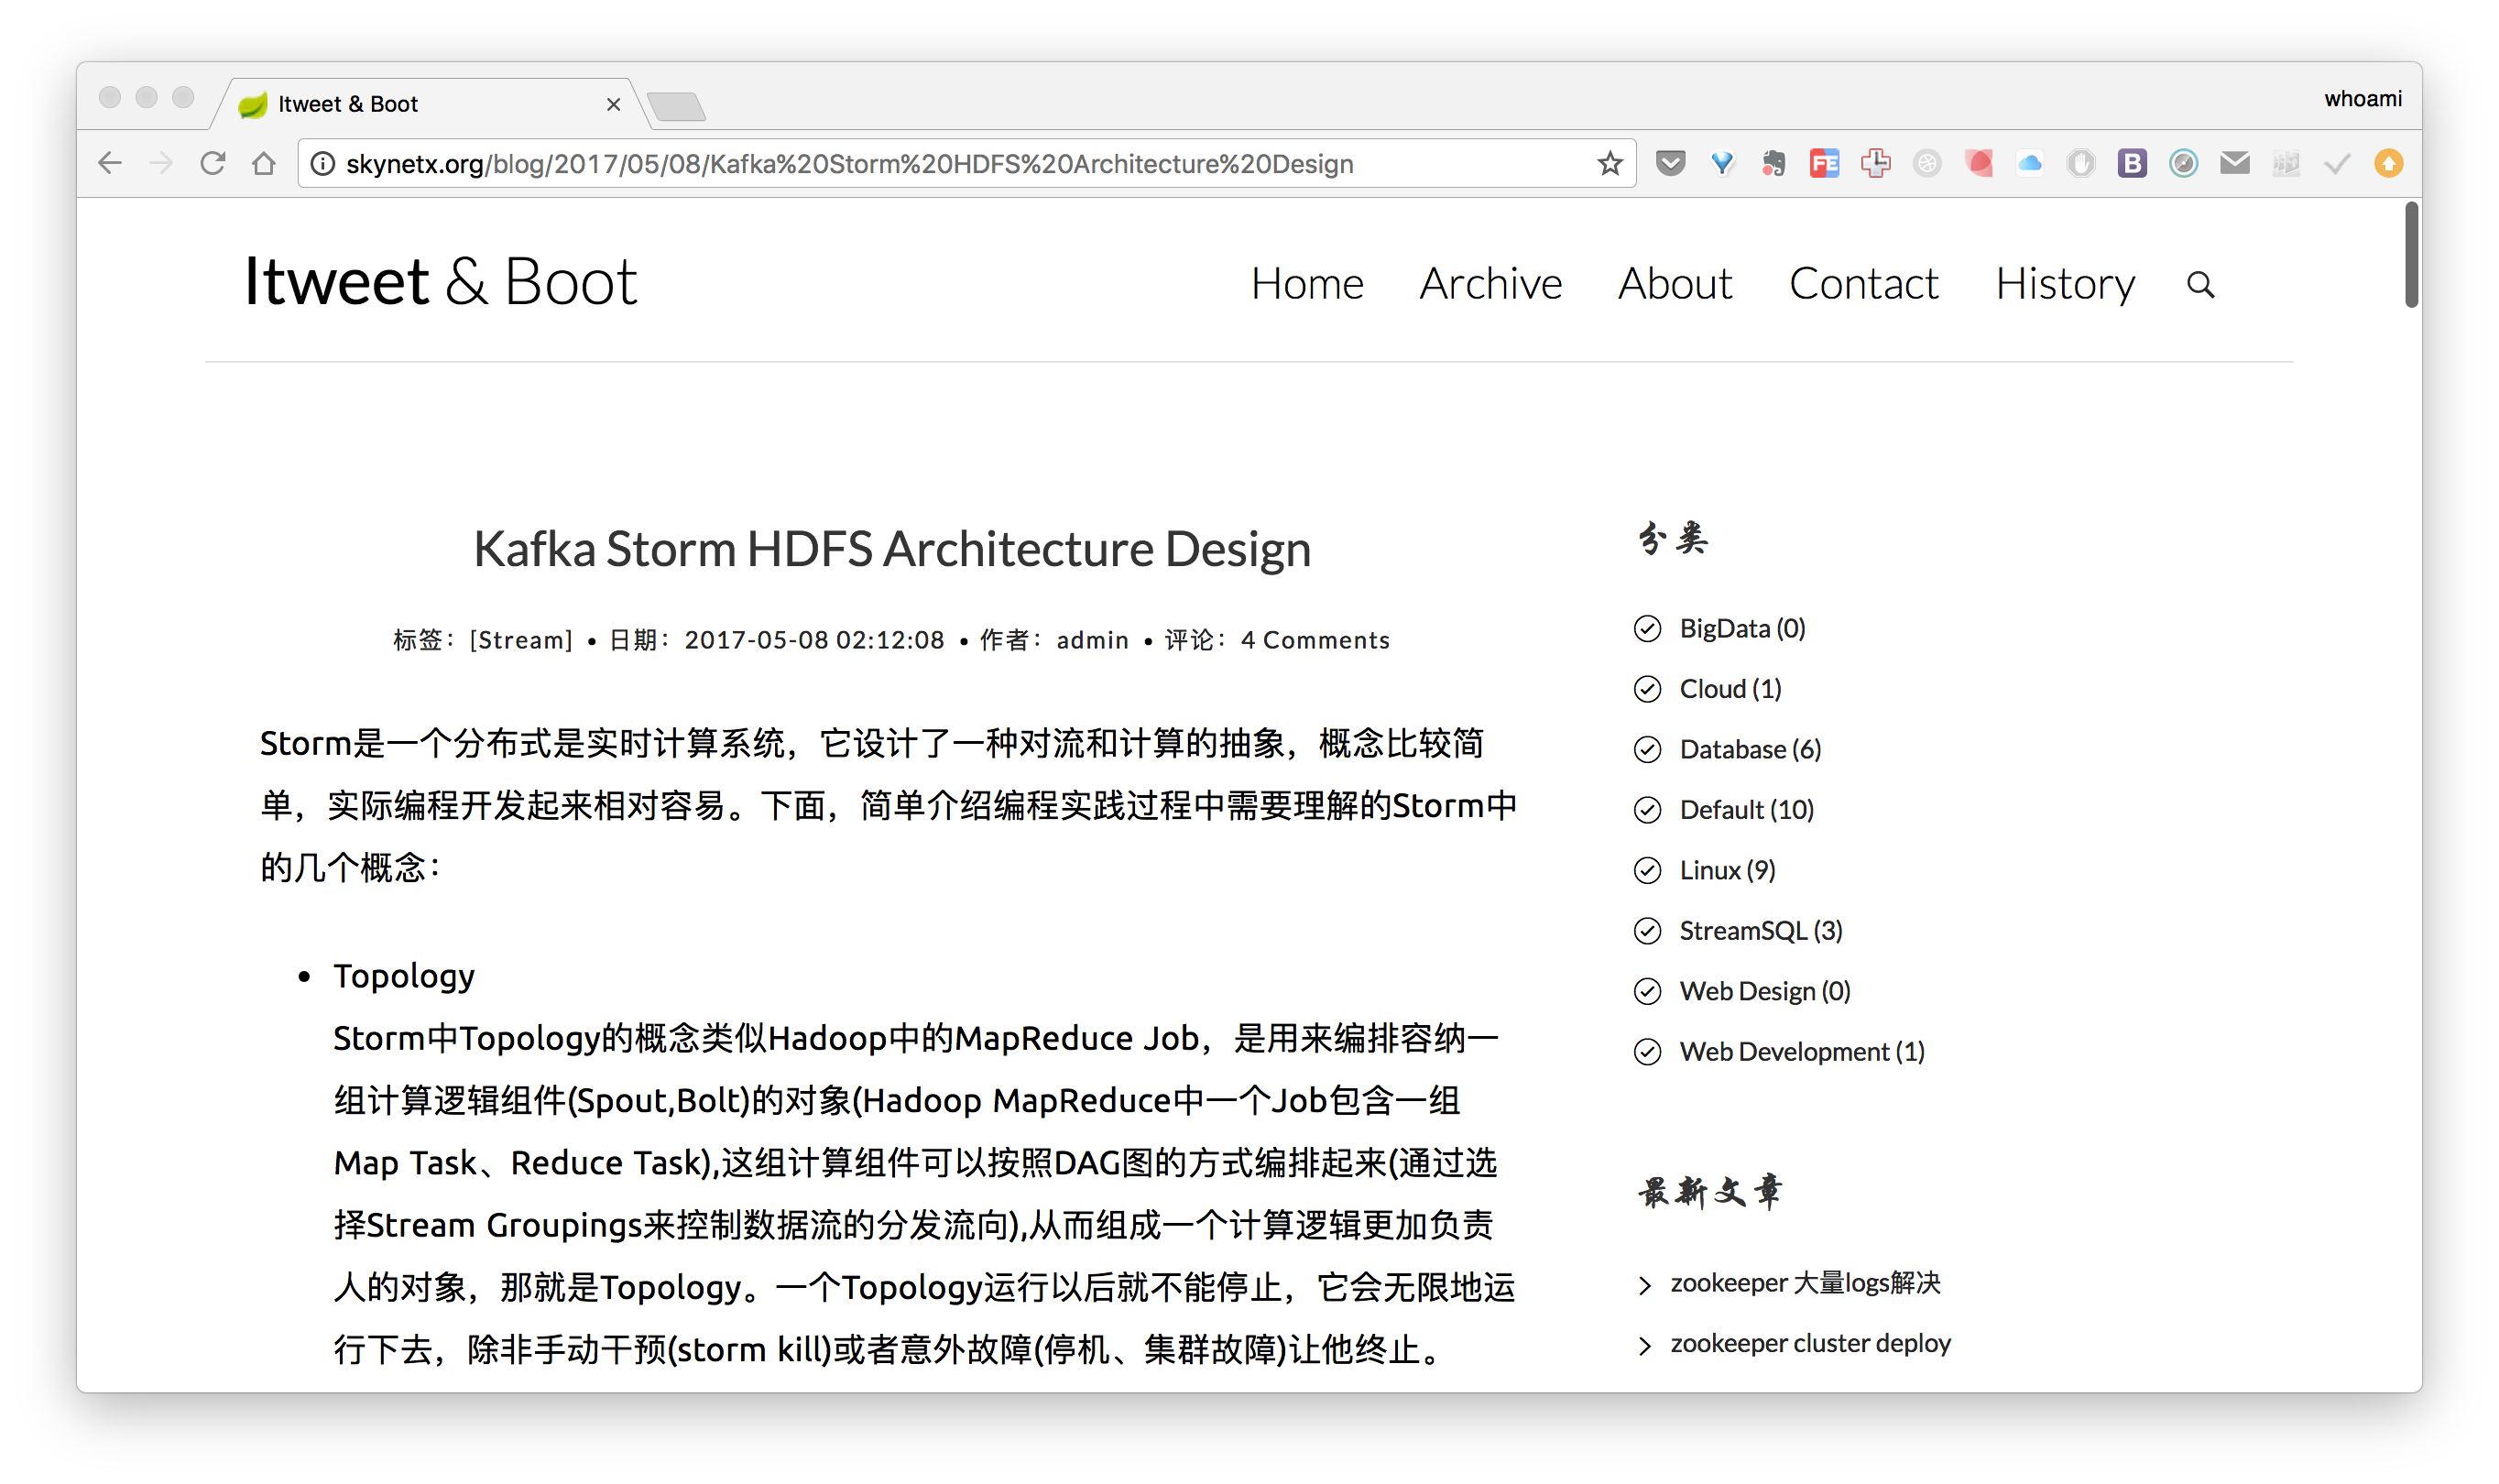 Itweet & Boot
whoami
skynetx.org/blog/2017/05/08/Kafka%20Storm%20HDFS%20Architecture%20Design
FE
B
Itweet & Boot
Home
Archive
About
Contact
History
Kafka Storm HDFS Architecture Design
标签：[Stream] • 日期：2017-05-08 02:12:08 • 作者：admin • 评论：4 Comments
Storm是一个分布式是实时计算系统，它设计了一种对流和计算的抽象，概念比较简
单，实际编程开发起来相对容易。下面，简单介绍编程实践过程中需要理解的Storm中
的几个概念：
• Topology
Storm中Topology的概念类似Hadoop中的MapReduce Job，是用来编排容纳一
组计算逻辑组件(Spout,Bolt)的对象(Hadoop MapReduce中一个Job包含一组
Map Task、Reduce Task),这组计算组件可以按照DAG图的方式编排起来(通过选
择Stream Groupings来控制数据流的分发流向),从而组成一个计算逻辑更加负责
人的对象，那就是Topology。一个Topology运行以后就不能停止，它会无限地运
行下去，除非手动干预(storm kill)或者意外故障(停机、集群故障)让他终止。
分类
BigData (0)
Cloud (1)
Database (6)
Default (10)
Linux (9)
StreamSQL (3)
Web Design (0)
Web Development (1)
最新文章
zookeeper 大量logs解决
zookeeper cluster deploy